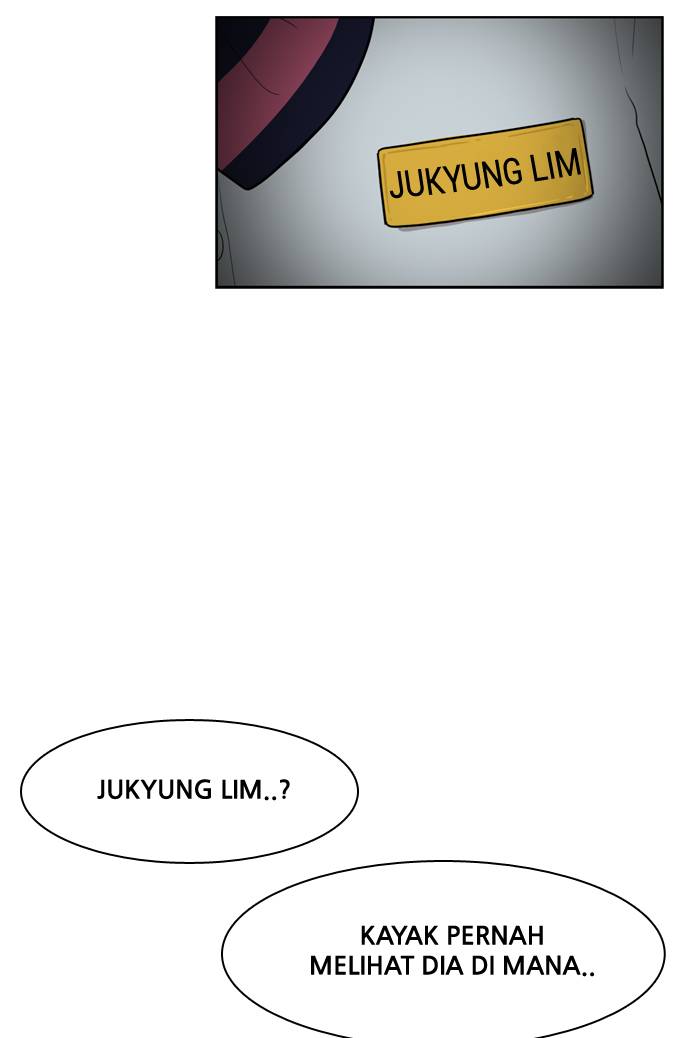 JUKYUNG LIM
JUKYUNG LIM..?
KAYAK PERNAH
MELIHAT DIA DI MANA..